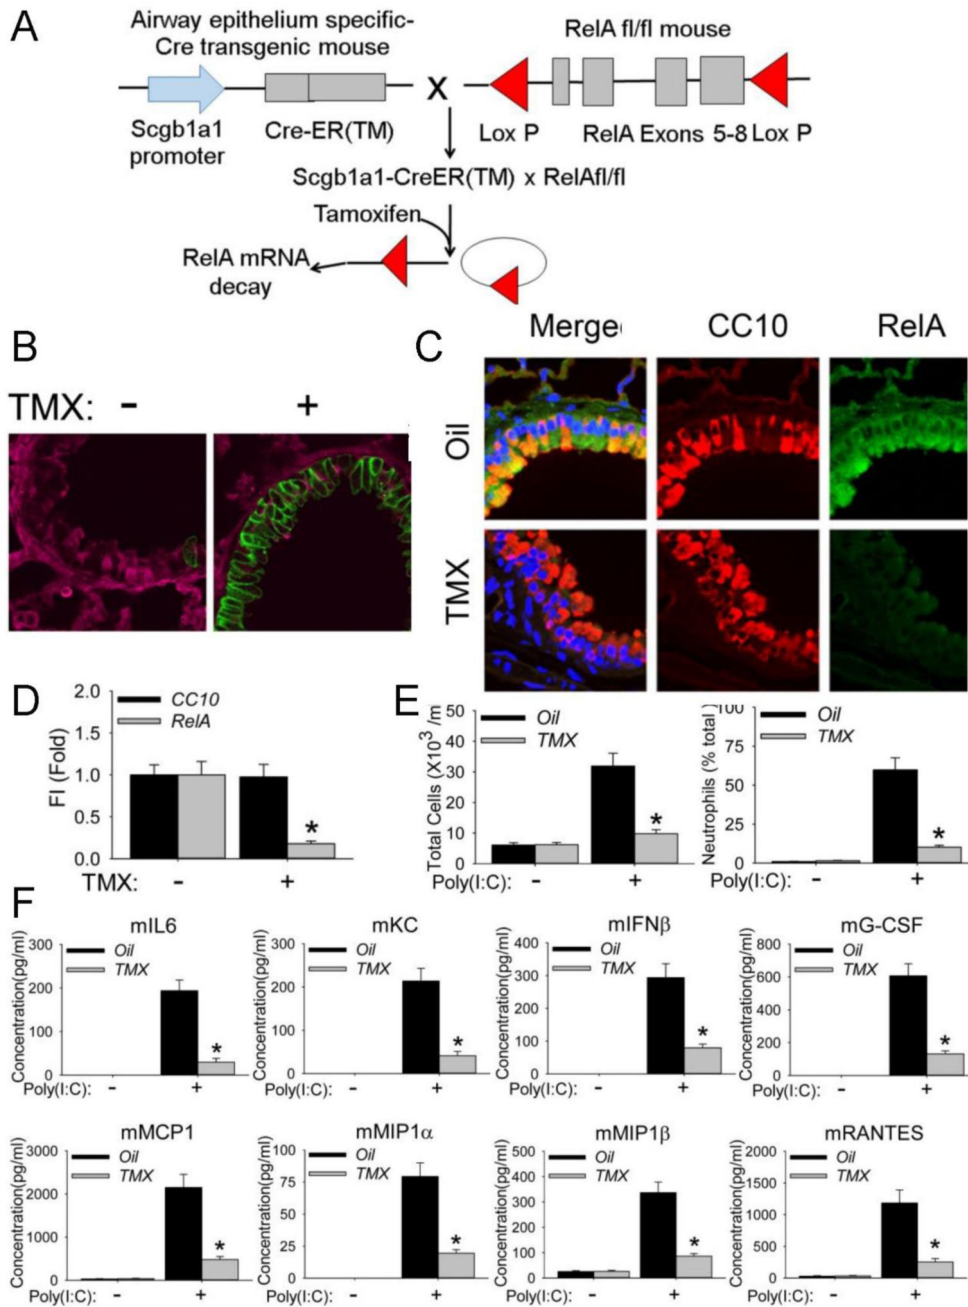 A
Airway epithelium specific-
Cre transgenic mouse
RelA fl/fl mouse
X
Scgb1a1
promoter
Cre-ER(TM)
Lox P
RelA Exons 5-8
Lox P
Scgb1a1-CreER(TM) x RelAfl/fl
Tamoxifen
RelA mRNA
decay
B
TMX: - +
C
Merge
CC10
RelA
Oil
TMX
D
FI (Fold)
2.0
1.5
1.0
0.5
0.0
CC10
RelA
*
TMX: - +
E
Total Cells (X10³ /m
50
40
30
20
10
0
Oil
TMX
*
Poly(I:C): - +
Neutrophils (% total
100
75
50
25
0
Oil
TMX
*
Poly(I:C): - +
F
mIL6
Concentration(pg/ml)
300
200
100
0
Oil
TMX
*
Poly(I:C): - +
mKC
Concentration(pg/ml)
300
200
100
0
Oil
TMX
*
Poly(I:C): - +
mIFNβ
Concentration(pg/ml)
400
300
200
100
0
Oil
TMX
*
Poly(I:C): - +
mG-CSF
Concentration(pg/ml)
800
600
400
200
0
Oil
TMX
*
Poly(I:C): - +
mMCP1
Concentration(pg/ml)
3000
2000
1000
0
Oil
TMX
*
Poly(I:C): - +
mMIP1α
Concentration(pg/ml)
75
50
25
0
Oil
TMX
*
Poly(I:C): - +
mMIP1β
Concentration(pg/ml)
500
400
300
200
100
0
Oil
TMX
*
Poly(I:C): - +
mRANTES
Concentration(pg/ml)
2000
1500
1000
500
0
Oil
TMX
*
Poly(I:C): - +